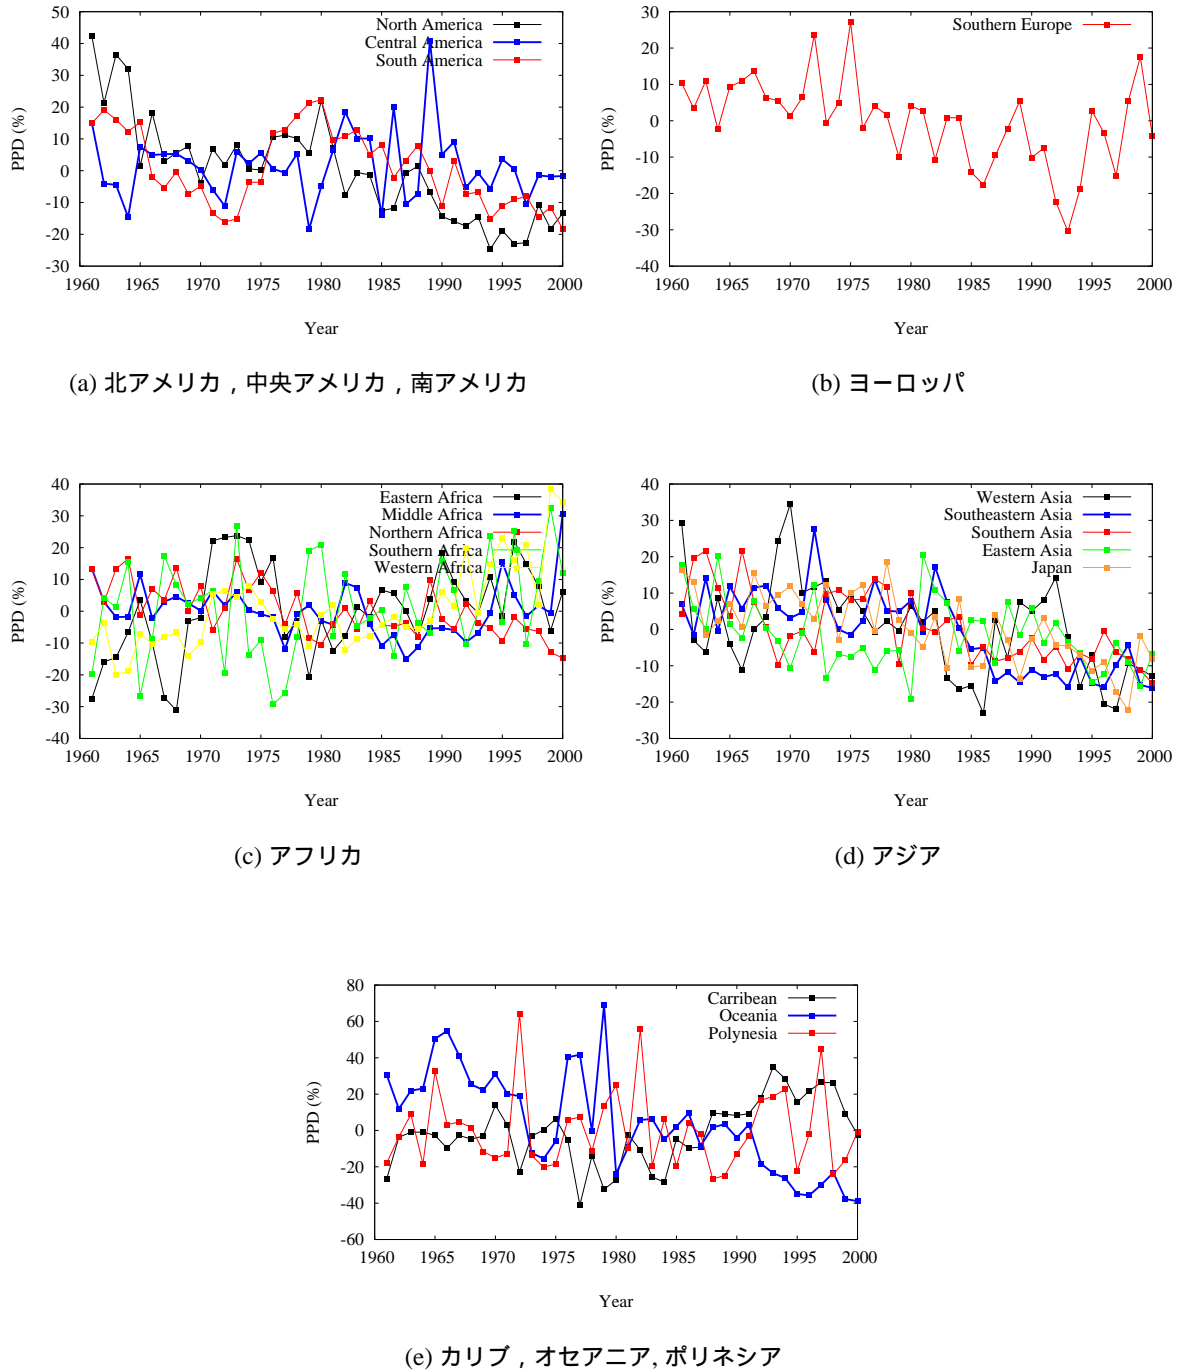 50
40
30
20
10
0
-10
-20
-30
PPD (%)
North America
Central America
South America
1960 1965 1970 1975 1980 1985 1990 1995 2000
Year
(a) 北アメリカ , 中央アメリカ , 南アメリカ
30
20
10
0
-10
-20
-30
-40
PPD (%)
Southern Europe
1960 1965 1970 1975 1980 1985 1990 1995 2000
Year
(b) ヨーロッパ
40
30
20
10
0
-10
-20
-30
-40
PPD (%)
Eastern Africa
Middle Africa
Northern Africa
Southern Africa
Western Africa
1960 1965 1970 1975 1980 1985 1990 1995 2000
Year
(c) アフリカ
40
30
20
10
0
-10
-20
-30
PPD (%)
Western Asia
Southeastern Asia
Southern Asia
Eastern Asia
Japan
1960 1965 1970 1975 1980 1985 1990 1995 2000
Year
(d) アジア
80
60
40
20
0
-20
-40
-60
PPD (%)
Carribean
Oceania
Polynesia
1960 1965 1970 1975 1980 1985 1990 1995 2000
Year
(e) カリブ , オセアニア, ポリネシア